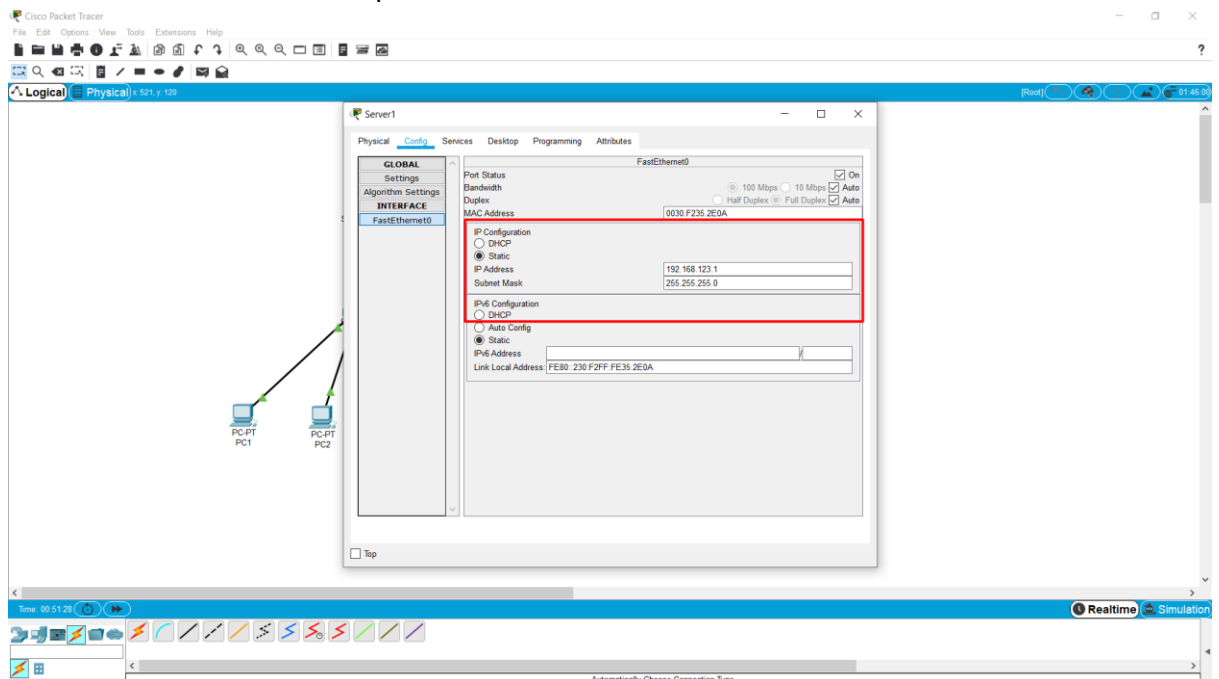 Cisco Packet Tracer
File Edit Options View Tools Extensions Help
?
Logical Physical x: 521, y: 120 [Root] 01:46:00
Server1
Physical Config Services Desktop Programming Attributes
GLOBAL
Settings
Algorithm Settings
INTERFACE
FastEthernet0
FastEthernet0
Port Status On
Bandwidth 100 Mbps 10 Mbps Auto
Duplex Half Duplex Full Duplex Auto
MAC Address 0030.F235.2E0A
IP Configuration
DHCP
Static
IP Address 192.168.123.1
Subnet Mask 255.255.255.0
IPv6 Configuration
DHCP
Auto Config
Static
IPv6 Address /
Link Local Address: FE80::230:F2FF:FE35:2E0A
PC-PT
PC1
PC-PT
PC2
Top
Time: 00:51:28 Realtime Simulation
Automatically Choose Connection Type